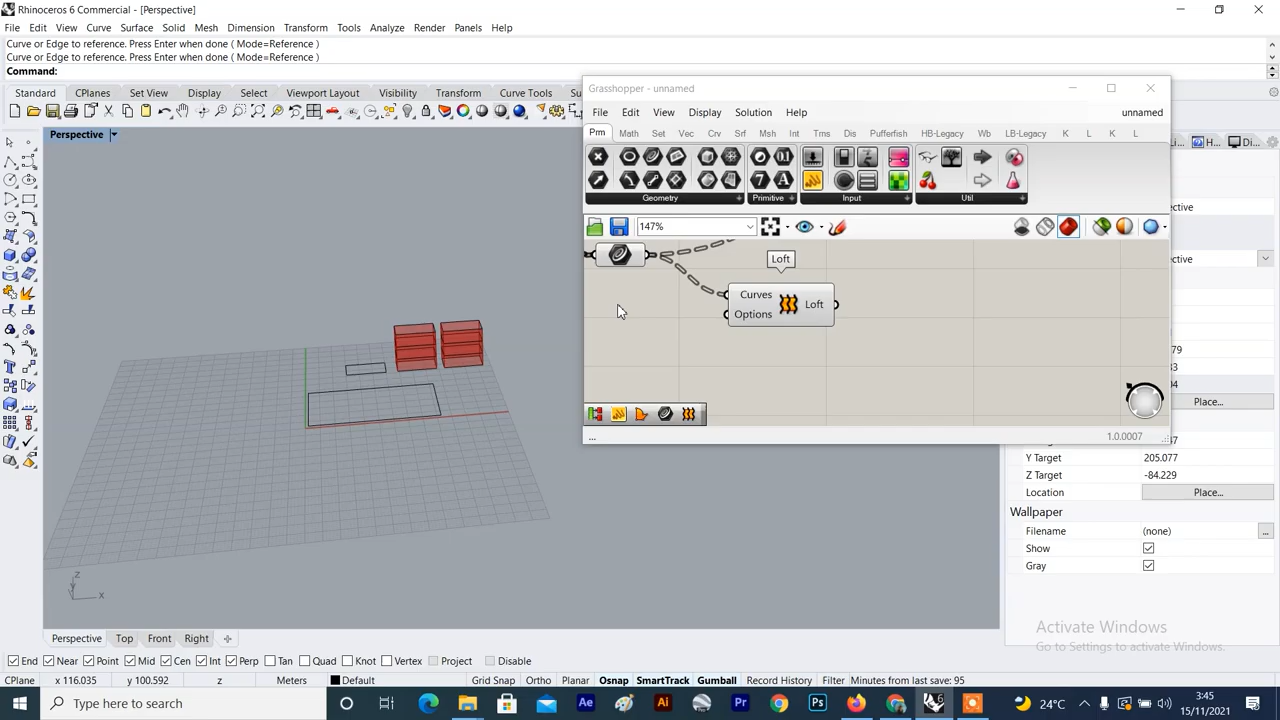 Rhinoceros 6 Commercial - [Perspective]
File Edit View Curve Surface Solid Mesh Dimension Transform Tools Analyze Render Panels Help
Curve or Edge to reference. Press Enter when done ( Mode=Reference )
Curve or Edge to reference. Press Enter when done ( Mode=Reference )
Command:
Standard CPlanes Set View Display Select Viewport Layout Visibility Transform Curve Tools
Perspective
Grasshopper - unnamed
File Edit View Display Solution Help unnamed
Prm Math Set Vec Crv Srf Msh Int Trns Dis Pufferfish HB-Legacy Wb LB-Legacy K L K L
Geometry Primitive Input Util
147%
Loft
Curves
Options
Loft
...
1.0.0007
Place...
Y Target 205.077
Z Target -84.229
Location Place...
Wallpaper
Filename (none) ...
Show
Gray
Activate Windows
Go to Settings to activate Windows.
z
x
Perspective Top Front Right
End Near Point Mid Cen Int Perp Tan Quad Knot Vertex Project Disable
CPlane x 116.035 y 100.592 z Meters Default Grid Snap Ortho Planar Osnap SmartTrack Gumball Record History Filter Minutes from last save: 95
Type here to search
24°C
3:45
15/11/2021